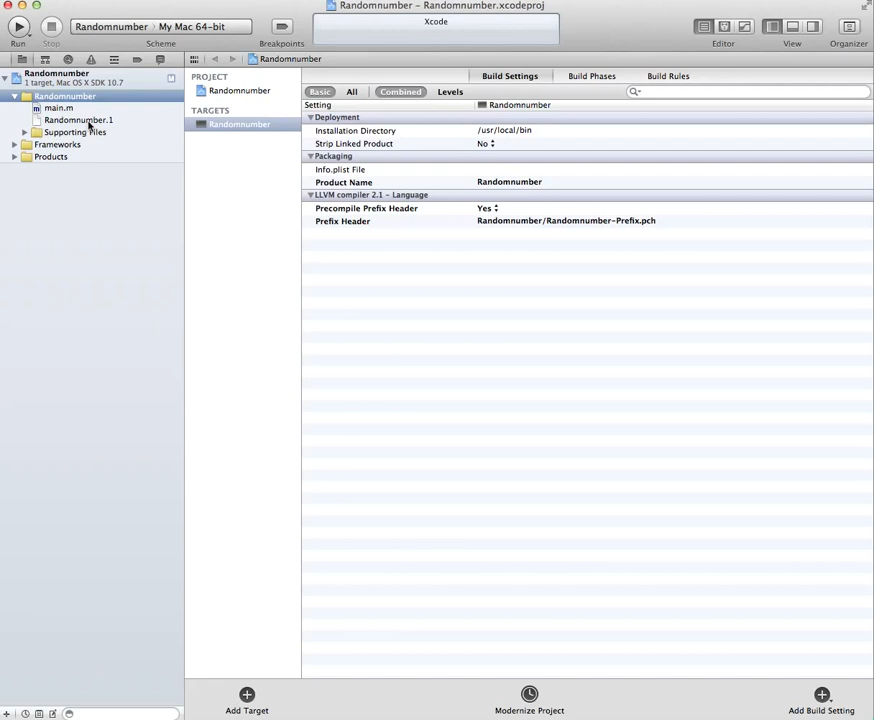 Randomnumber – Randomnumber.xcodeproj
Randomnumber My Mac 64-bit
Xcode
Run Stop Scheme Breakpoints Editor View Organizer
Randomnumber
1 target, Mac OS X SDK 10.7
Randomnumber
main.m
Randomnumber.1
Supporting Files
Frameworks
Products
Randomnumber
PROJECT
Randomnumber
TARGETS
Randomnumber
Build Settings Build Phases Build Rules
Basic All Combined Levels
Setting Randomnumber
Deployment
Installation Directory /usr/local/bin
Strip Linked Product No
Packaging
Info.plist File
Product Name Randomnumber
LLVM compiler 2.1 – Language
Precompile Prefix Header Yes
Prefix Header Randomnumber/Randomnumber-Prefix.pch
Add Target Modernize Project Add Build Setting